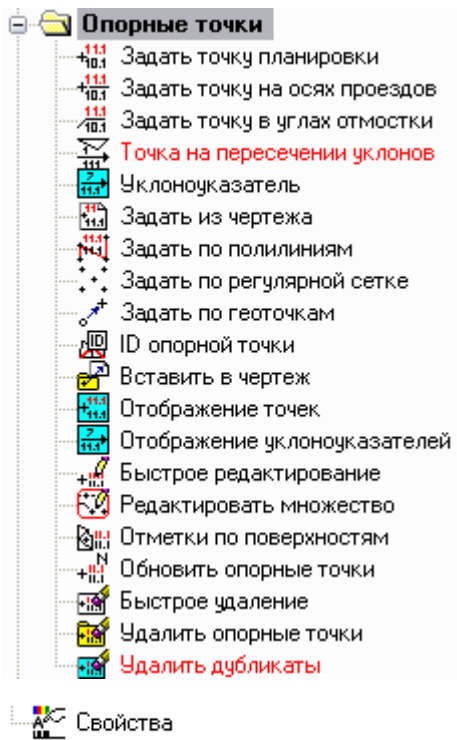 Опорные точки
Задать точку планировки
Задать точку на осях проездов
Задать точку в углах отмостки
Точка на пересечении уклонов
Уклоноуказатель
Задать из чертежа
Задать по полилиниям
Задать по регулярной сетке
Задать по геоточкам
ID опорной точки
Вставить в чертеж
Отображение точек
Отображение уклоноуказателей
Быстрое редактирование
Редактировать множество
Отметки по поверхностям
Обновить опорные точки
Быстрое удаление
Удалить опорные точки
Удалить дубликаты
Свойства